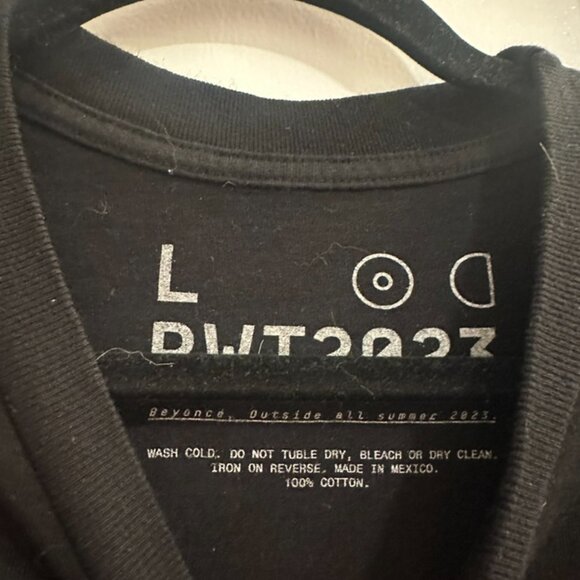 L
RWT2023
Beyoncé. Outside all summer 2023.
WASH COLD. DO NOT TUBLE DRY, BLEACH OR DRY CLEAN.
IRON ON REVERSE. MADE IN MEXICO.
100% COTTON.